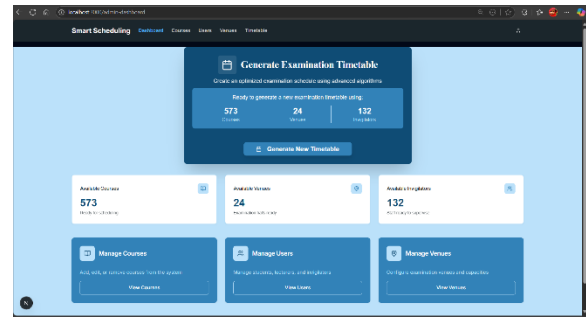 localhost:3000/admin-dashboard
Smart Scheduling Dashboard Courses Users Venues Timetable
Generate Examination Timetable
Create an optimized examination schedule using advanced algorithms
Ready to generate a new examination timetable using:
573 24 132
Courses Venues Invigilators
Generate New Timetable
Available Courses Available Venues Available Invigilators
573 24 132
Manage Courses Manage Users Manage Venues
Add, edit, or remove courses from the system Manage students, lecturers, and invigilators Configure examination venues and capacities
View Courses View Users View Venues
N